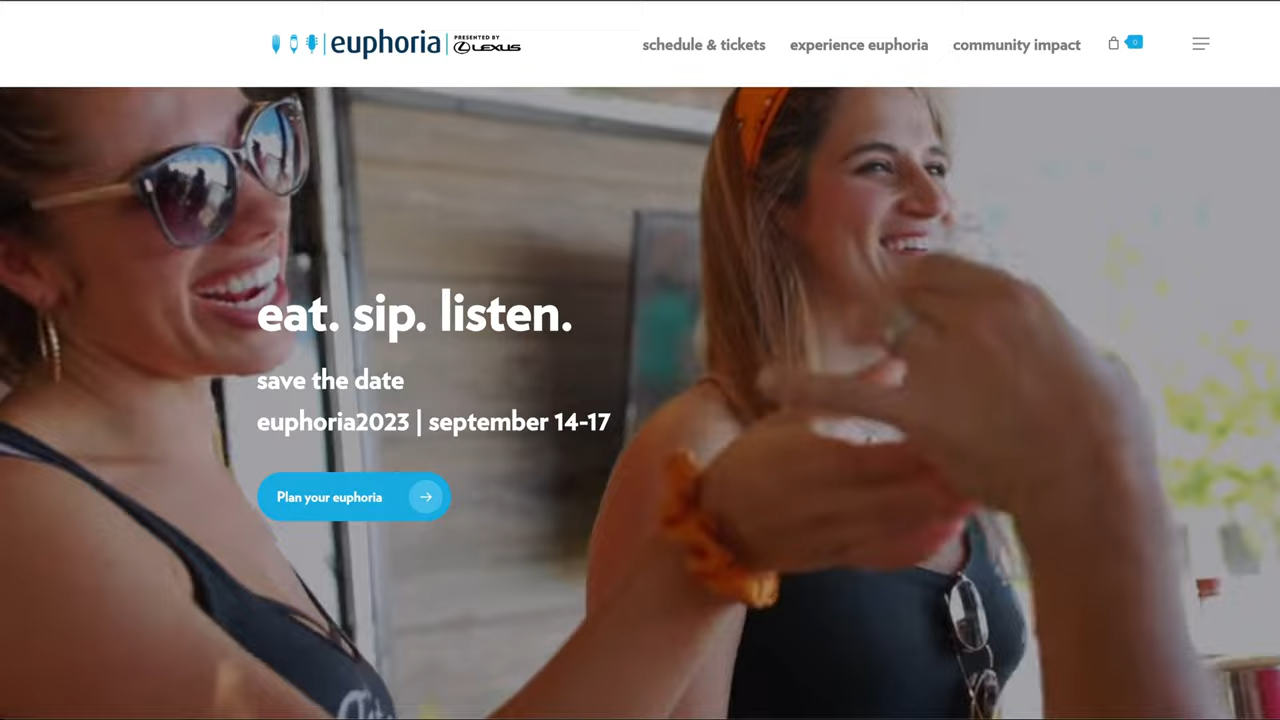 euphoria
PRESENTED BY
LEXUS
schedule & tickets
experience euphoria
community impact
0
eat. sip. listen.
save the date
euphoria2023 | september 14-17
Plan your euphoria